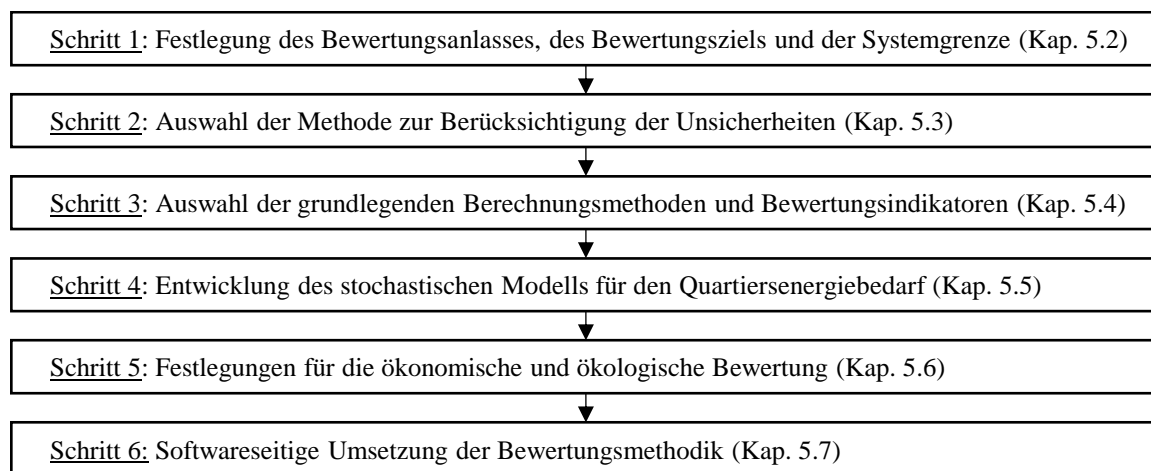 Schritt 1: Festlegung des Bewertungsanlasses, des Bewertungsziels und der Systemgrenze (Kap. 5.2)
Schritt 2: Auswahl der Methode zur Berücksichtigung der Unsicherheiten (Kap. 5.3)
Schritt 3: Auswahl der grundlegenden Berechnungsmethoden und Bewertungsindikatoren (Kap. 5.4)
Schritt 4: Entwicklung des stochastischen Modells für den Quartiersenergiebedarf (Kap. 5.5)
Schritt 5: Festlegungen für die ökonomische und ökologische Bewertung (Kap. 5.6)
Schritt 6: Softwareseitige Umsetzung der Bewertungsmethodik (Kap. 5.7)